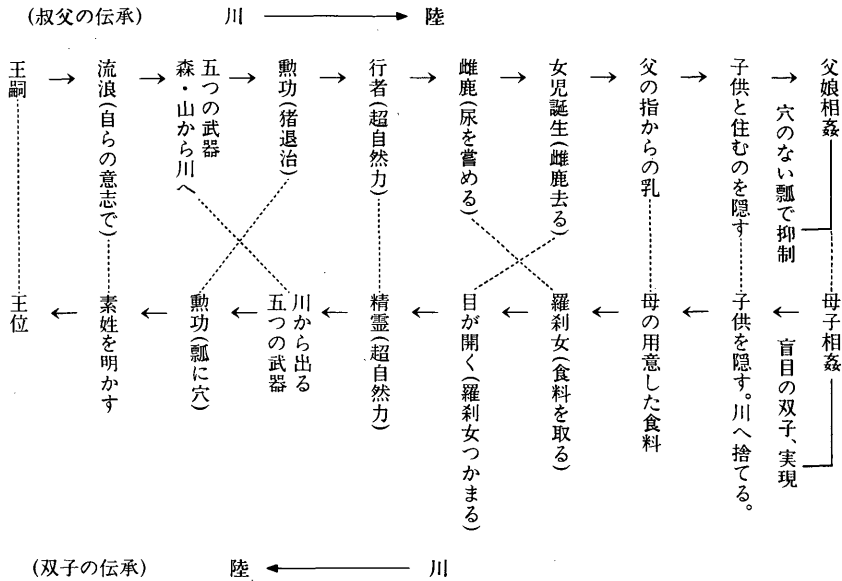 (叔父の伝承) 川 → 陸
王嗣
→
流浪(自らの意志で)
→
五つの武器
森・山から川へ
→
勲功(猪退治)
→
行者(超自然力)
→
雌鹿(尿を嘗める)
→
女児誕生(雌鹿去る)
→
父の指からの乳
→
子供と住むのを隠す
→
父娘相姦
穴のない瓢で抑制
母子相姦
盲目の双子、実現
←
子供を隠す。川へ捨てる。
←
母の用意した食料
←
羅刹女(食料を取る)
←
目が開く(羅刹女つかまる)
←
精霊(超自然力)
←
川から出る
五つの武器
←
勲功(瓢に穴)
←
素姓を明かす
←
王位
(双子の伝承) 陸 ← 川